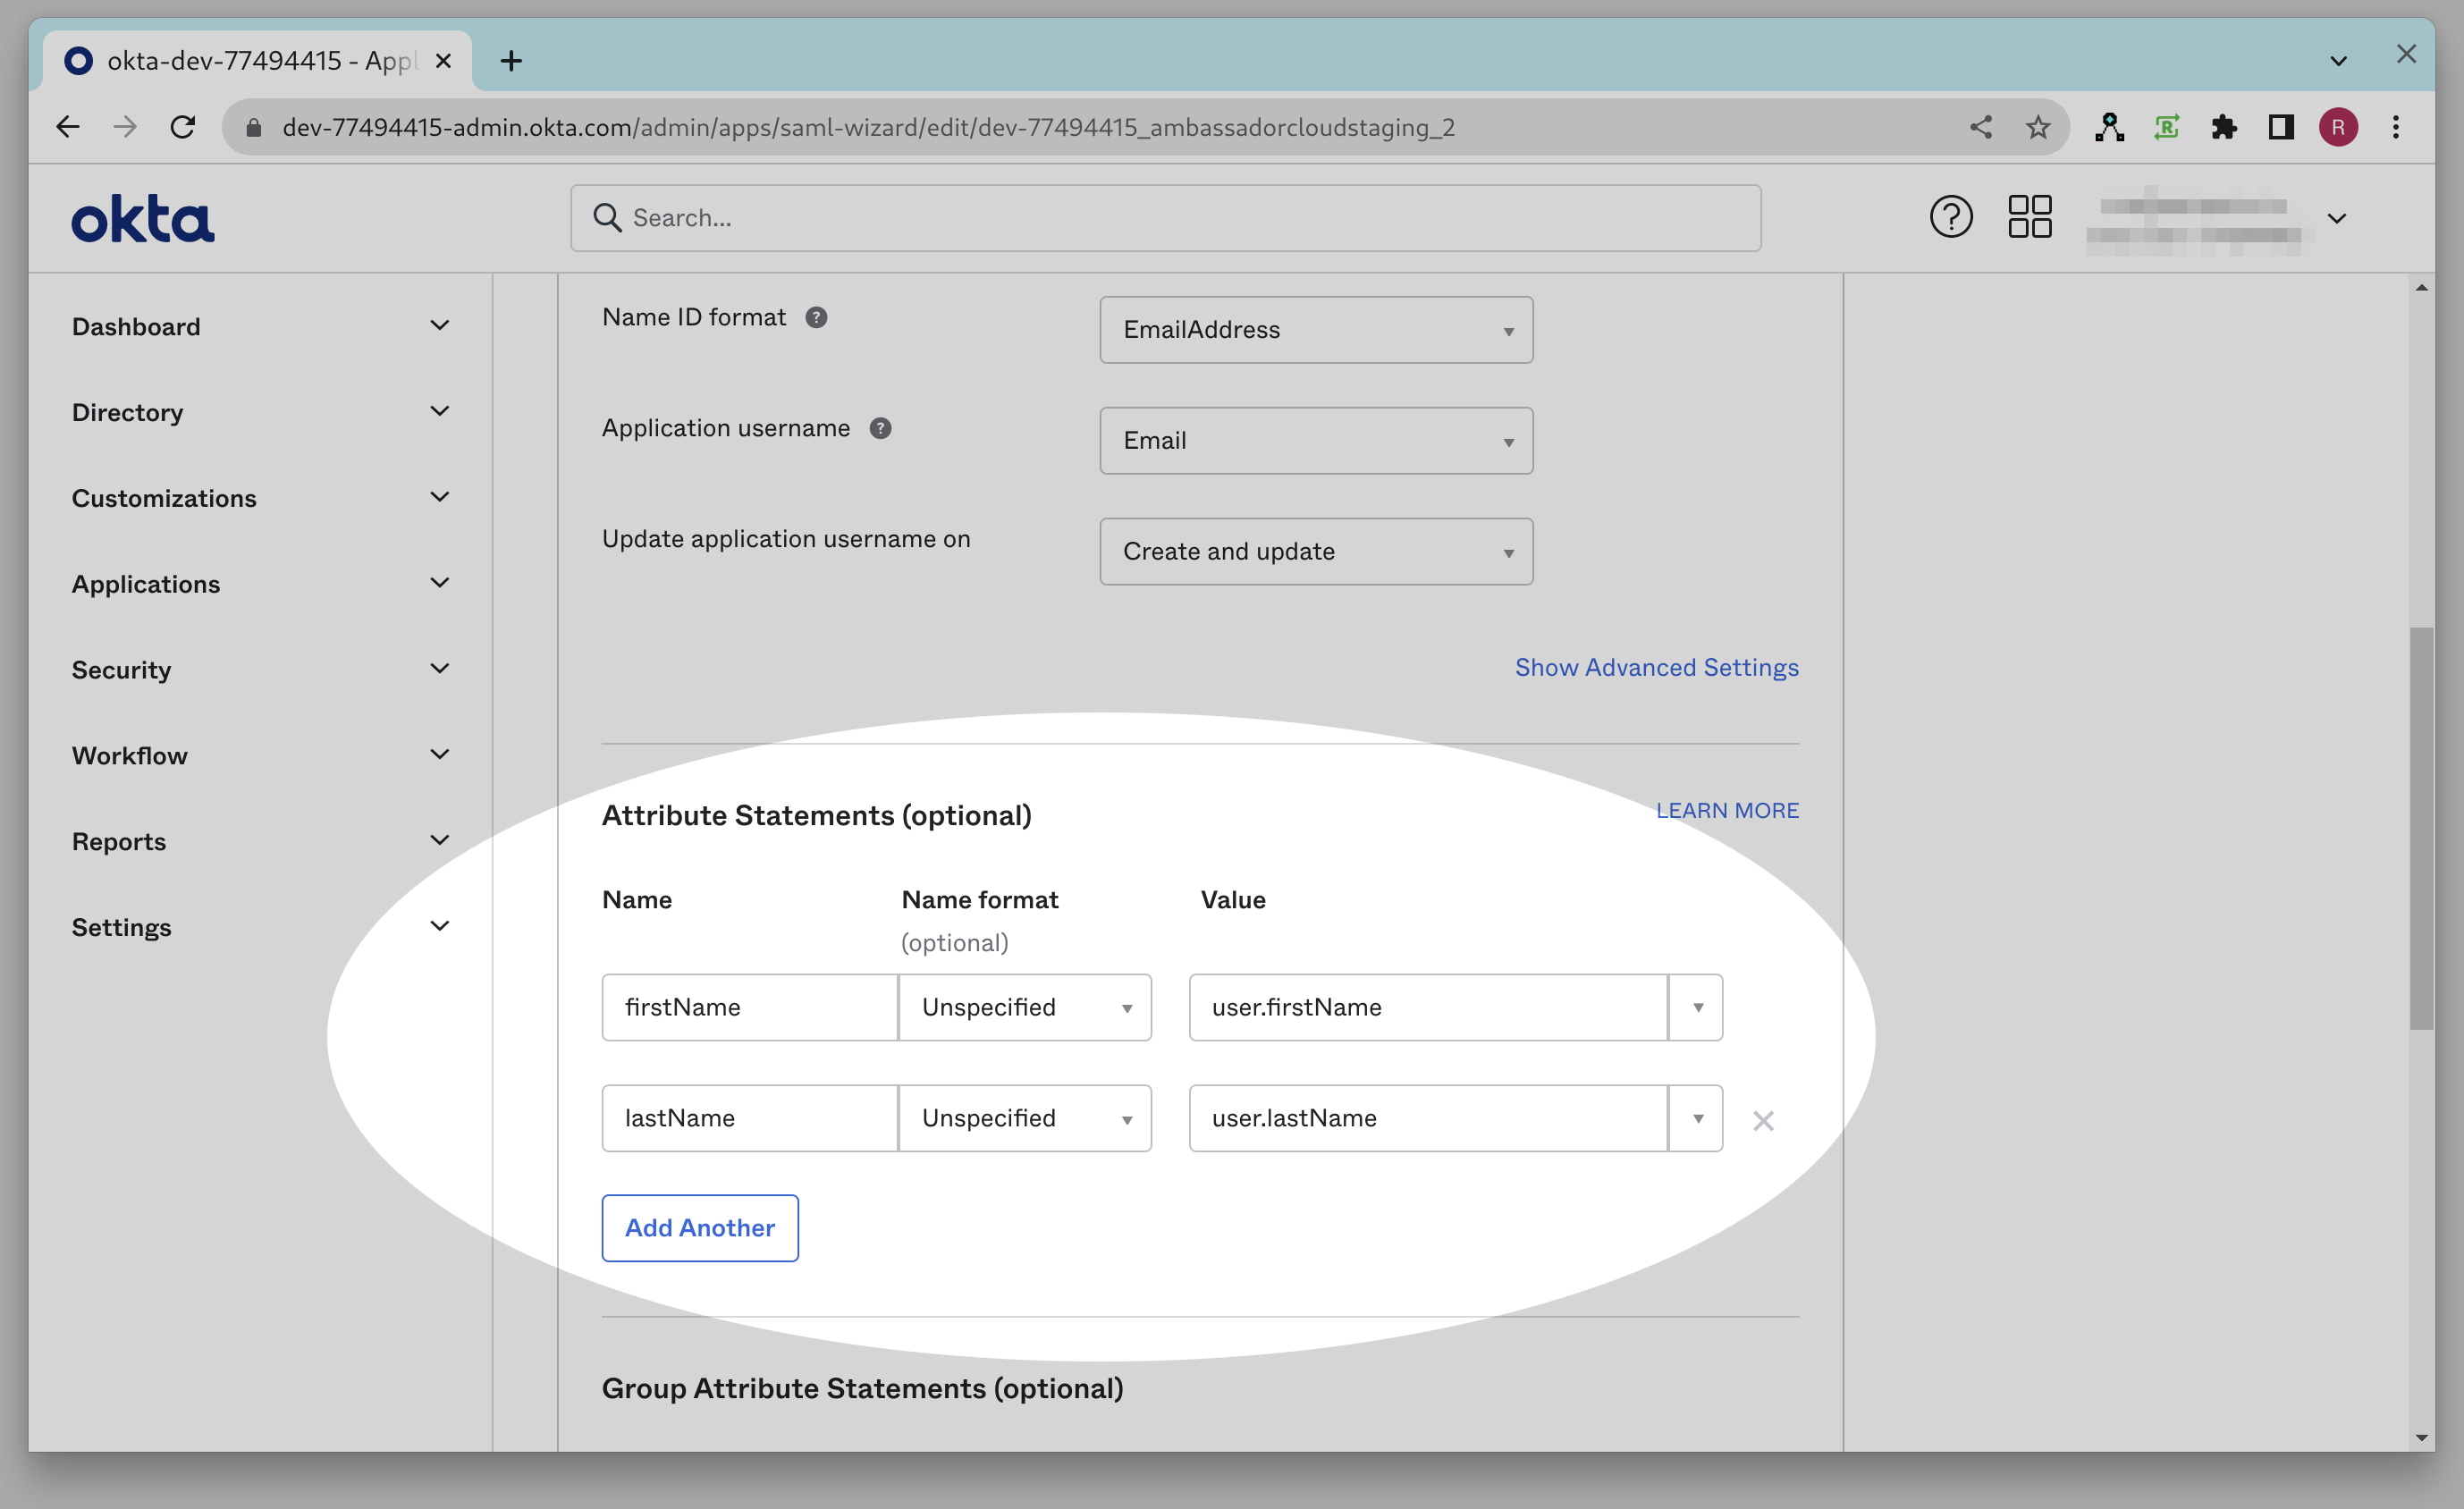 okta-dev-77494415 - Appl
dev-77494415-admin.okta.com/admin/apps/saml-wizard/edit/dev-77494415_ambassadorcloudstaging_2
R
R
okta
Search...
?
Dashboard
Directory
Customizations
Applications
Security
Workflow
Reports
Settings
Name ID format ?
EmailAddress
Application username ?
Email
Update application username on
Create and update
Show Advanced Settings
Attribute Statements (optional)
LEARN MORE
Name
Name format
(optional)
Value
firstName
Unspecified
user.firstName
lastName
Unspecified
user.lastName
Add Another
Group Attribute Statements (optional)